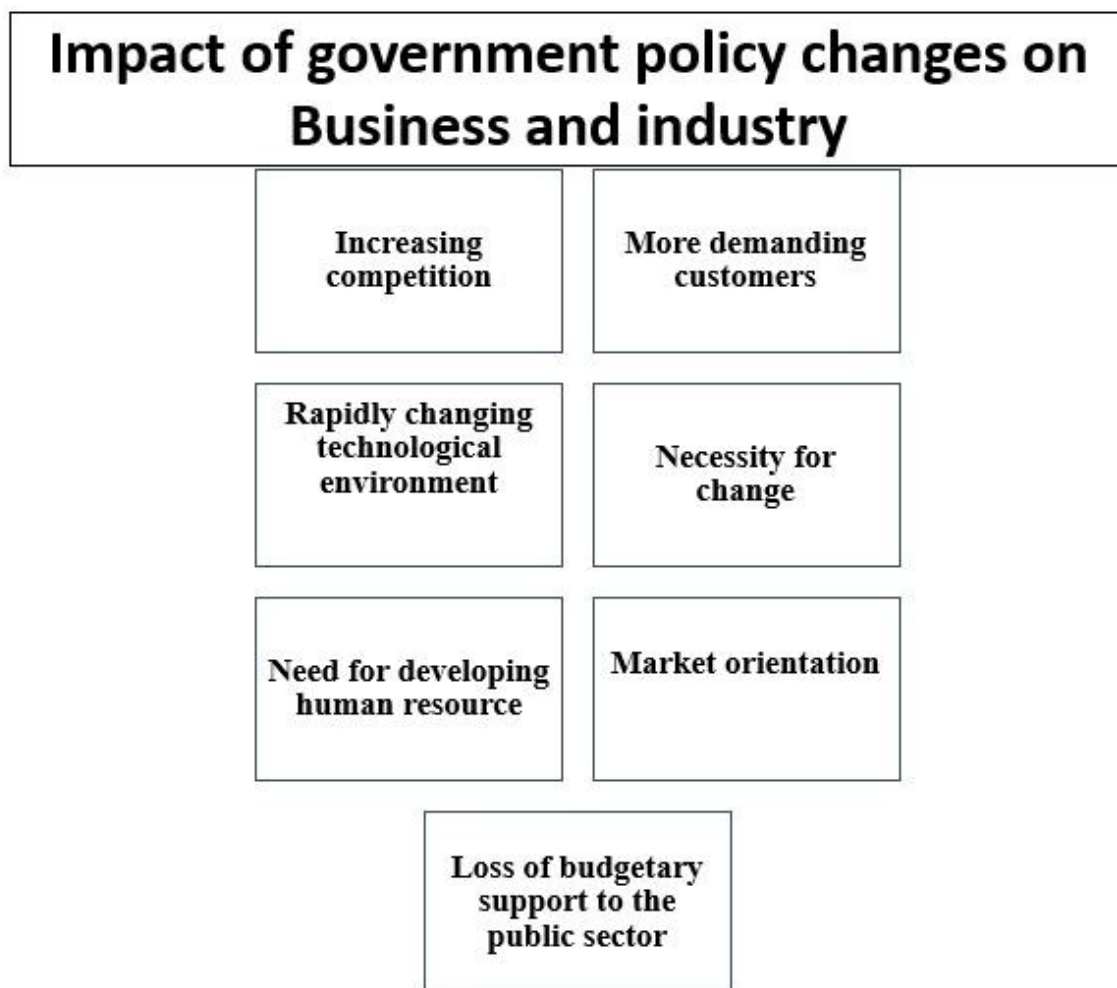 Impact of government policy changes on
Business and industry
Increasing
competition
More demanding
customers
Rapidly changing
technological
environment
Necessity for
change
Need for developing
human resource
Market orientation
Loss of budgetary
support to the
public sector